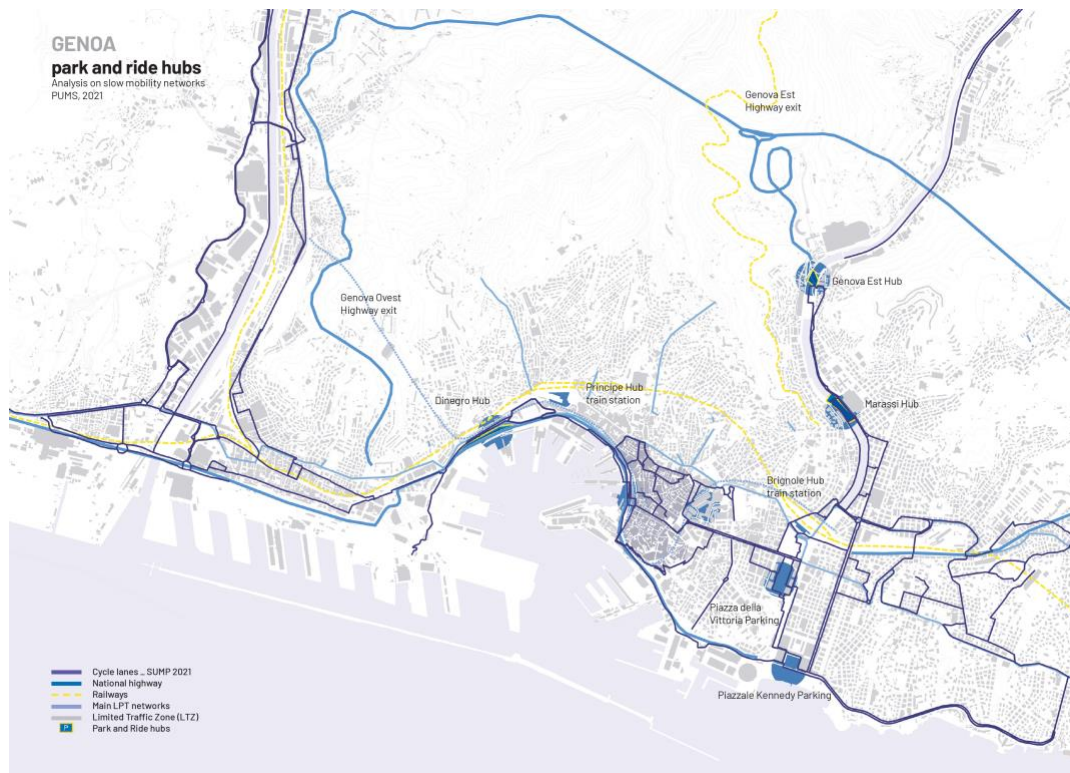 GENOA
park and ride hubs
Analysis on slow mobility networks
PUMS, 2021
Genova Est
Highway exit
Genova Est Hub
Genova Ovest
Highway exit
Dinegro Hub
Principe Hub
train station
Marassi Hub
Brignole Hub
train station
Piazza della
Vittoria Parking
Piazzale Kennedy Parking
Cycle lanes _ SUMP 2021
National highway
Railways
Main LPT networks
Limited Traffic Zone (LTZ)
P
Park and Ride hubs